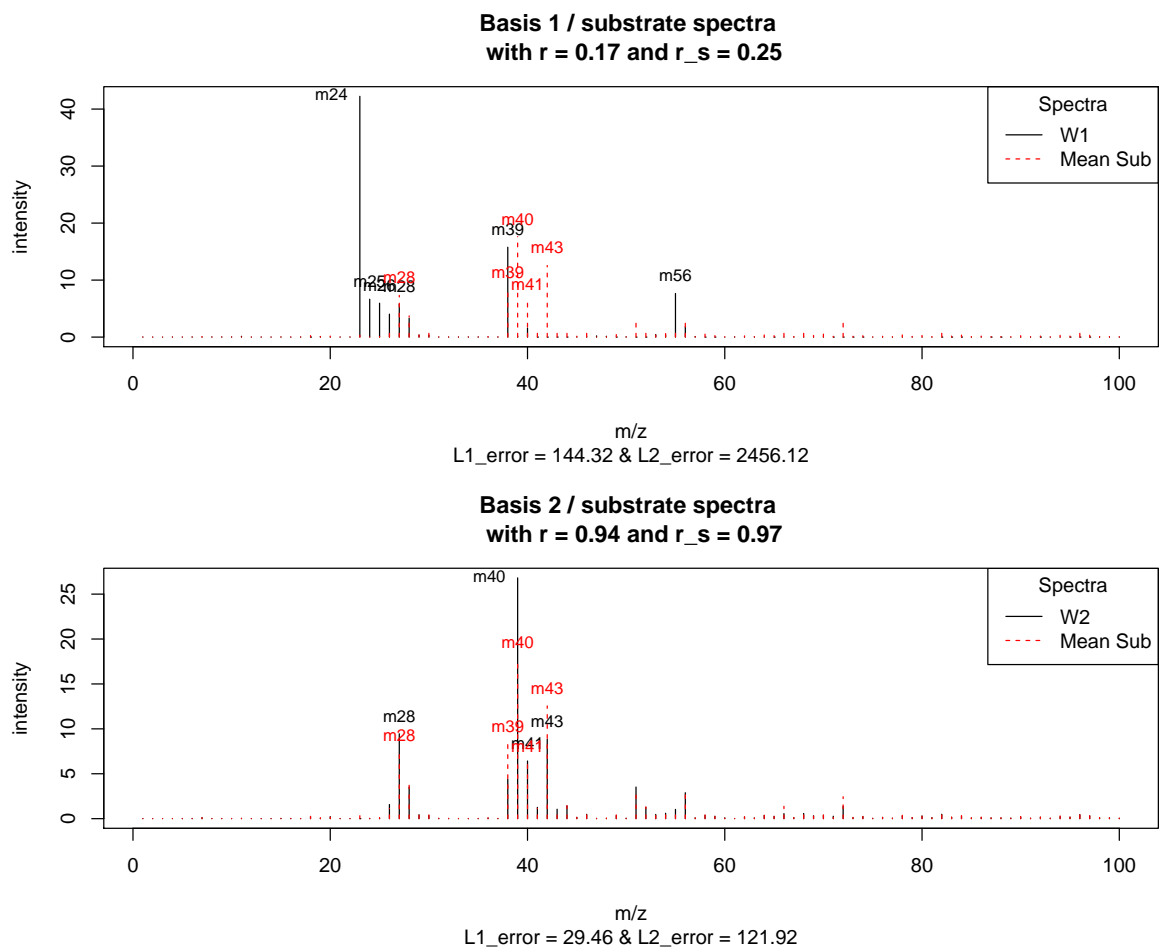 Basis 1 / substrate spectra
with r = 0.17 and r_s = 0.25
Spectra
W1
Mean Sub
m24
m40
m39
m43
m39
m28
m25
m26
m28
m41
m56
intensity
0
10
20
30
40
0 20 40 60 80 100
m/z
L1_error = 144.32 & L2_error = 2456.12
Basis 2 / substrate spectra
with r = 0.94 and r_s = 0.97
Spectra
W2
Mean Sub
m40
m40
m43
m28
m39
m43
m28
m41
m41
intensity
0
5
10
15
20
25
0 20 40 60 80 100
m/z
L1_error = 29.46 & L2_error = 121.92